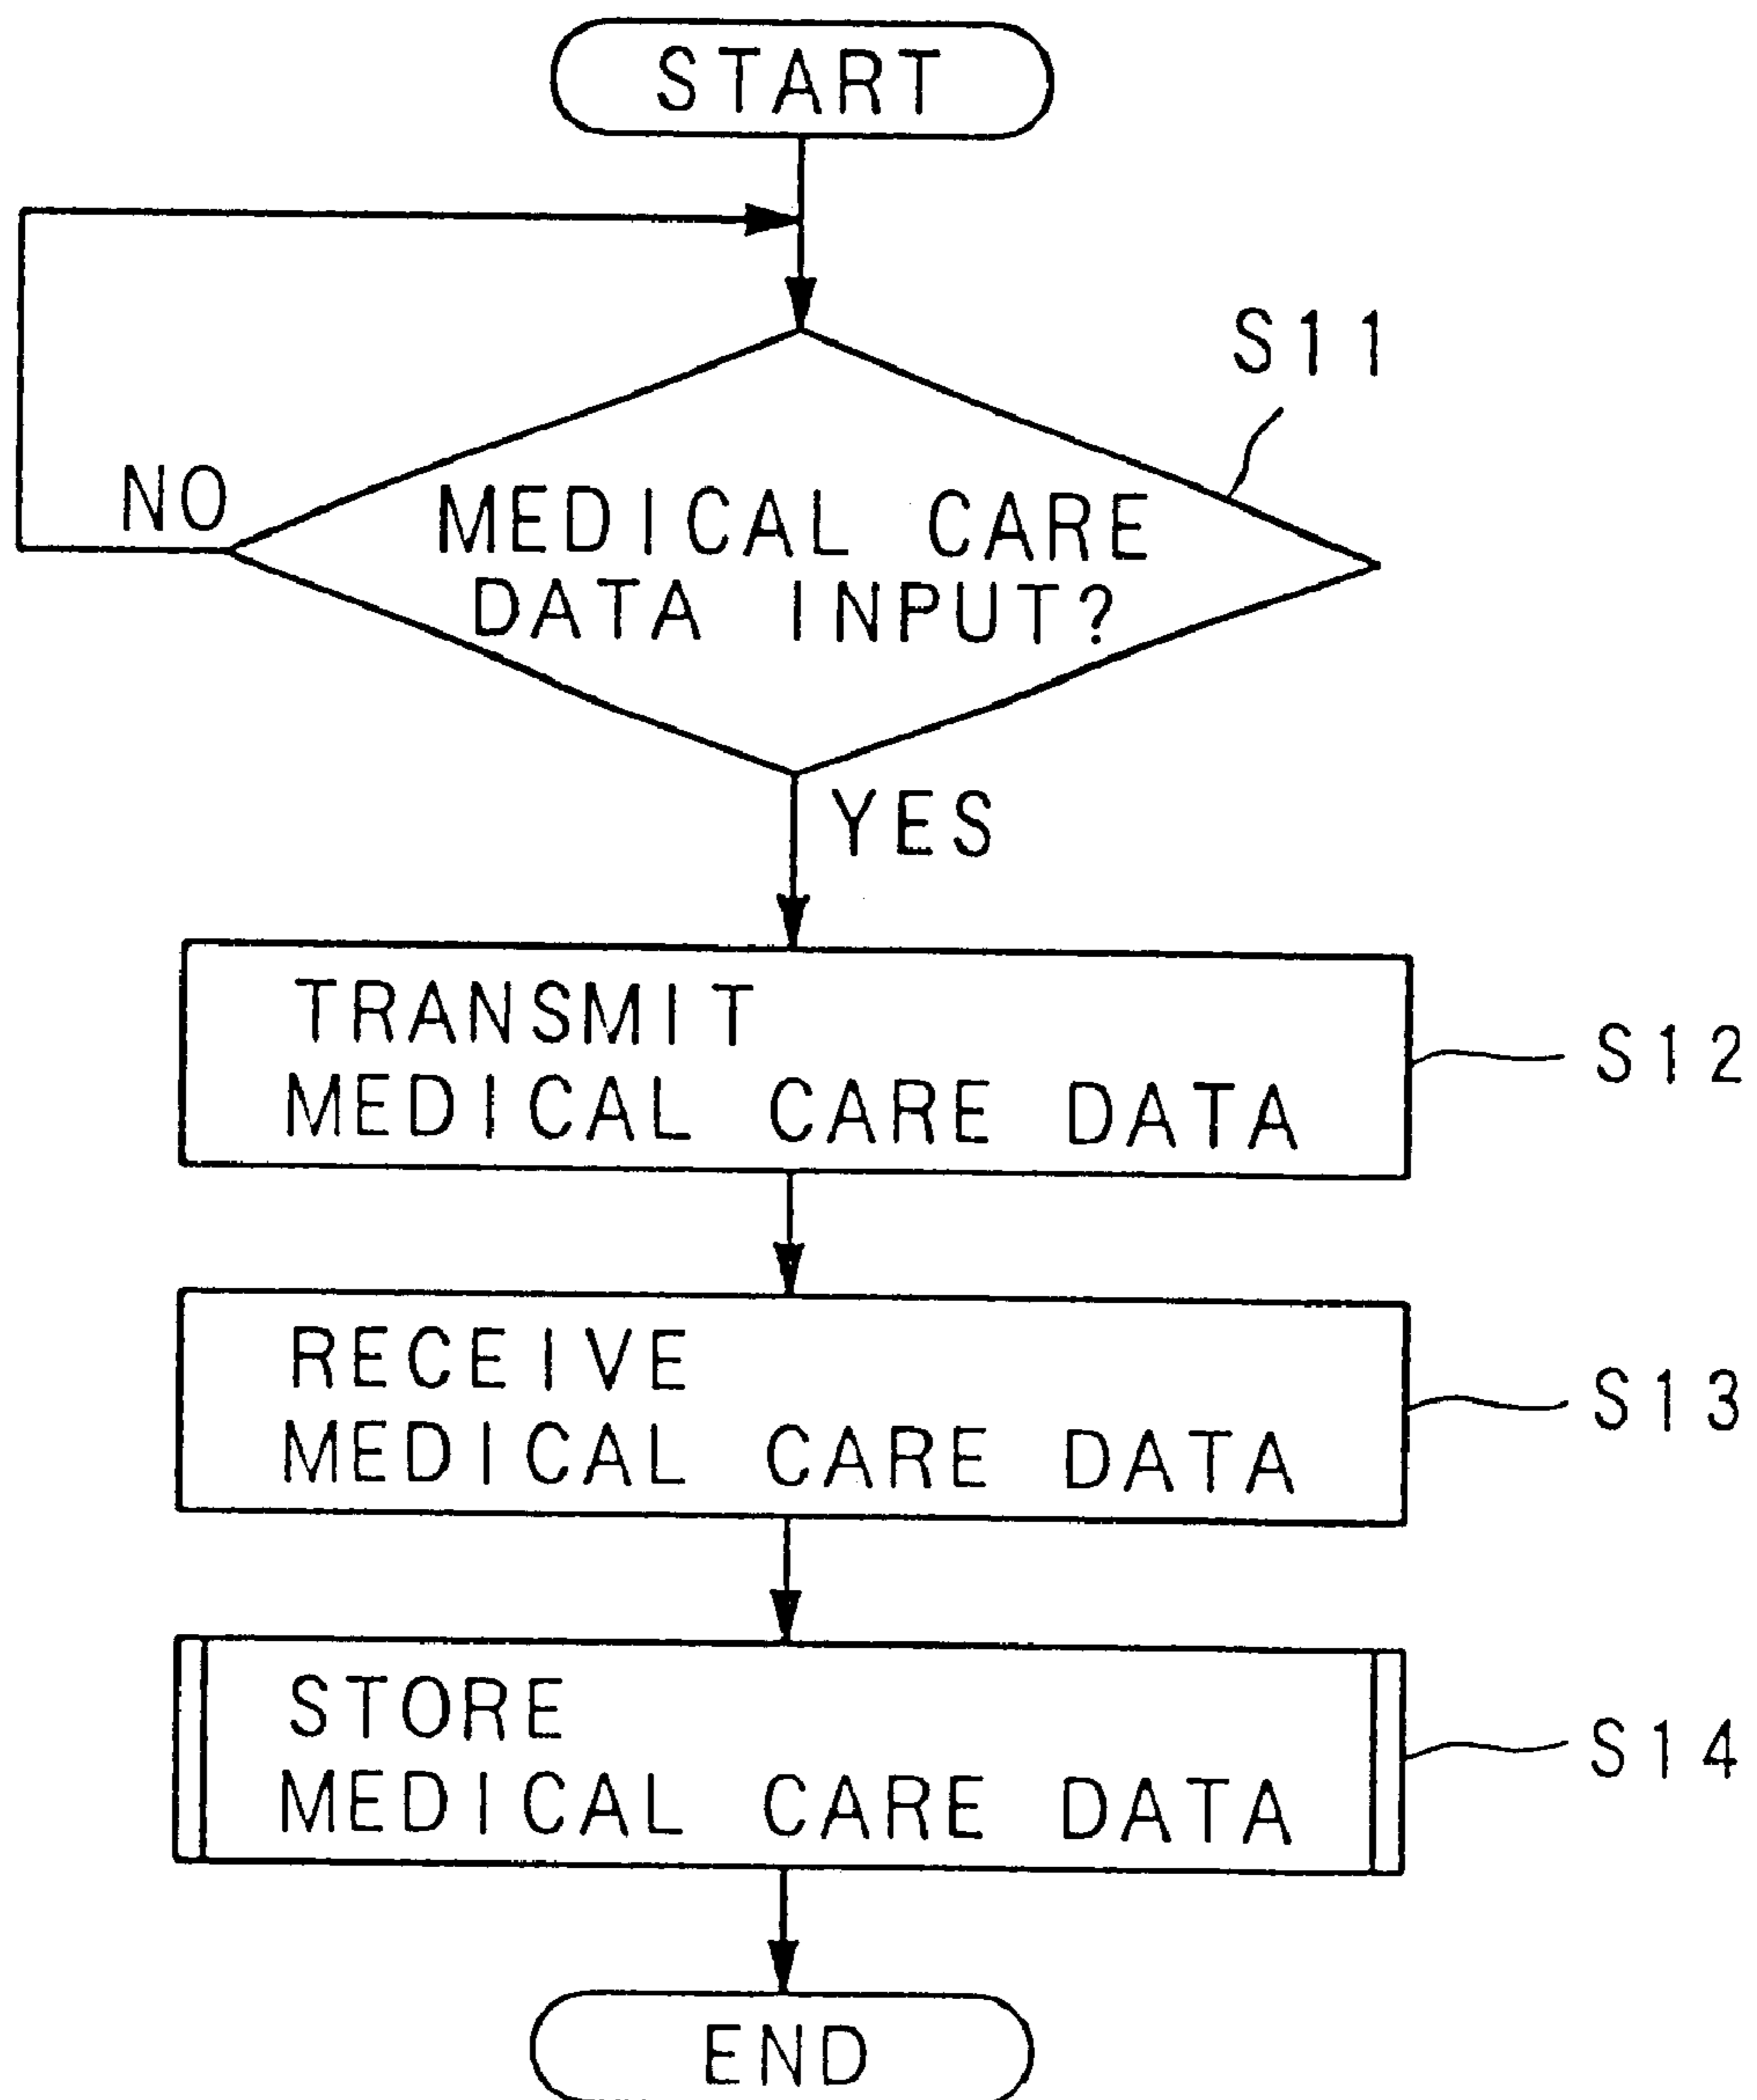 START
S11
NO
MEDICAL CARE
DATA INPUT?
YES
TRANSMIT
MEDICAL CARE DATA
S12
RECEIVE
MEDICAL CARE DATA
S13
STORE
MEDICAL CARE DATA
S14
END